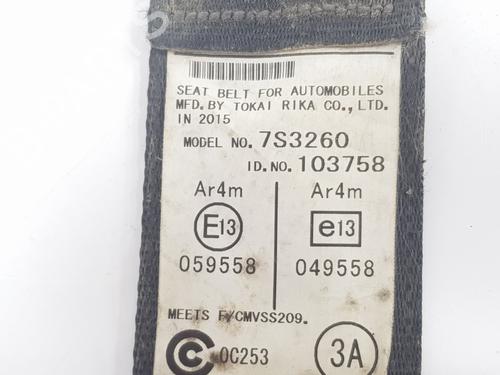 SEAT BELT FOR AUTOMOBILES
MFD. BY TOKAI RIKA CO., LTD.
IN 2015
MODEL NO. 7S3260
ID.NO. 103758
Ar4m Ar4m
E13 e13
059558 049558
MEETS F/CMVSS209.
C 0C253 3A